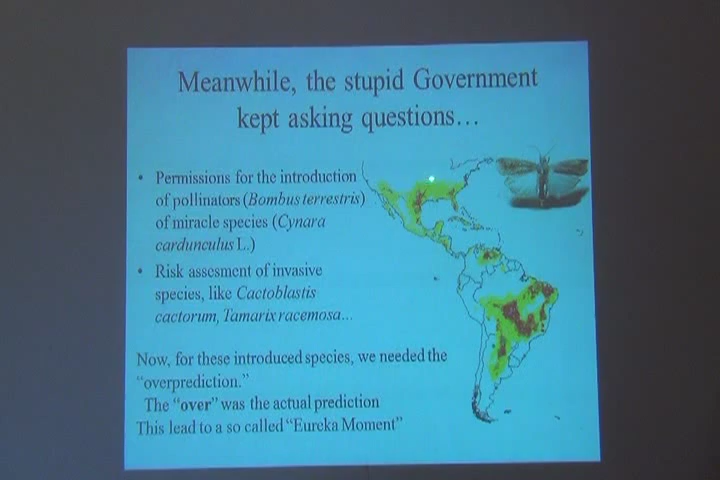 Meanwhile, the stupid Government
kept asking questions…
• Permissions for the introduction
of pollinators (Bombus terrestris)
of miracle species (Cynara
cardunculus L.)
• Risk assesment of invasive
species, like Cactoblastis
cactorum, Tamarix racemosa…
Now, for these introduced species, we needed the
“overprediction.”
The “over” was the actual prediction
This lead to a so called “Eureka Moment”